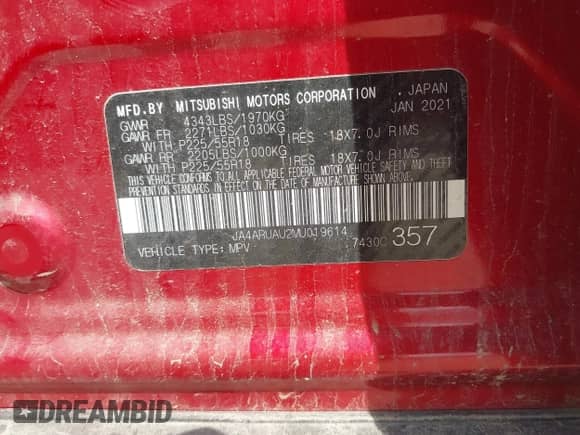 MFD.BY MITSUBISHI MOTORS CORPORATION , JAPAN
GVWR 4343LBS/1970KG JAN 2021
GAWR FR 2271LBS/1030KG
WITH P225/55R18 TIRES 18X7.0J RIMS
GAWR RR 2205LBS/1000KG
WITH P225/55R18 TIRES 18X7.0J RIMS
THIS VEHICLE CONFORMS TO ALL APPLICABLE FEDERAL MOTOR VEHICLE
SAFETY AND THEFT PREVENTION STANDARDS IN EFFECT
ON THE DATE OF MANUFACTURE SHOWN ABOVE.
JA4ARUAU2MU019614
VEHICLE TYPE: MPV 7430C 357
DREAMBID